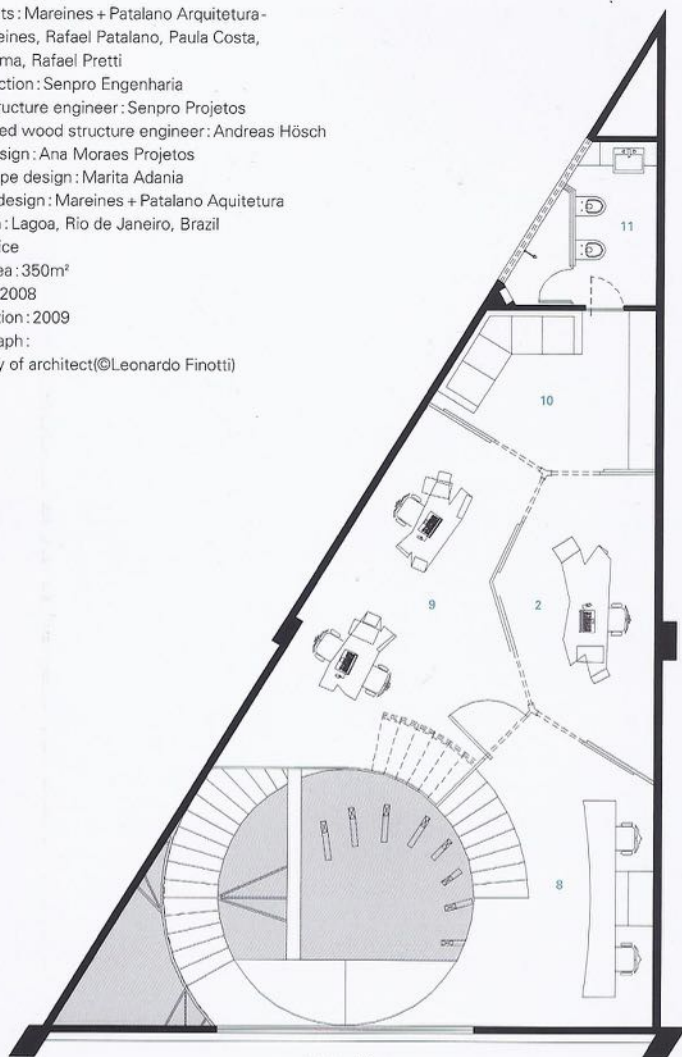 ts : Mareines + Patalano Arquitetura-
eines, Rafael Patalano, Paula Costa,
ma, Rafael Pretti
ction : Senpro Engenharia
ructure engineer : Senpro Projetos
ed wood structure engineer : Andreas Hösch
sign : Ana Moraes Projetos
pe design : Marita Adania
design : Mareines + Patalano Aquitetura
: Lagoa, Rio de Janeiro, Brazil
ice
ea : 350m²
2008
tion : 2009
aph :
y of architect(©Leonardo Finotti)
11
10
9
2
8